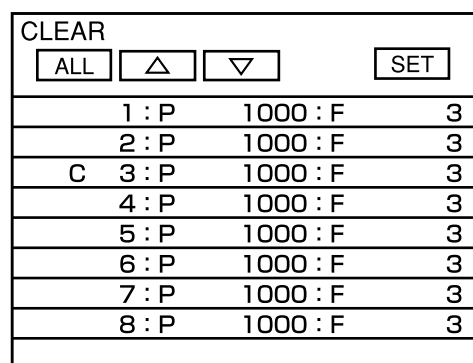 CLEAR
ALL △ ▽ SET
1 : P 1000 : F 3
2 : P 1000 : F 3
C 3 : P 1000 : F 3
4 : P 1000 : F 3
5 : P 1000 : F 3
6 : P 1000 : F 3
7 : P 1000 : F 3
8 : P 1000 : F 3